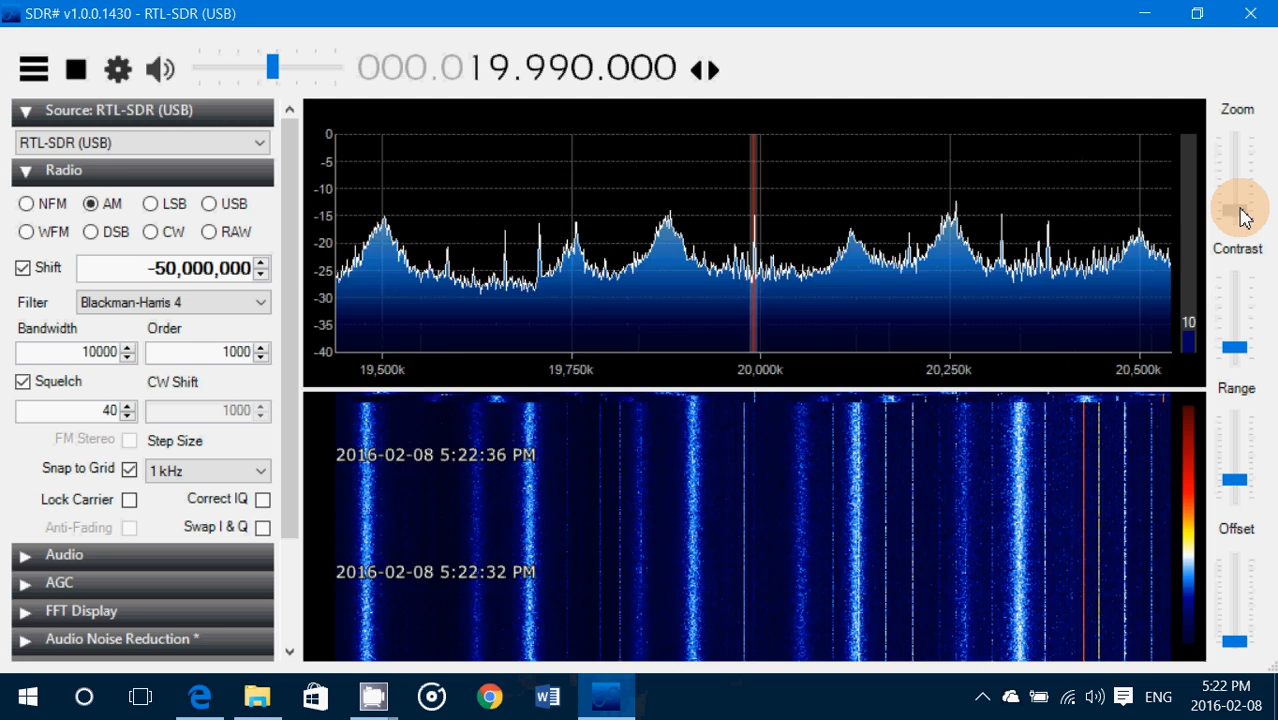 SDR# v1.0.0.1430 - RTL-SDR (USB)
000.019.990.000
Source: RTL-SDR (USB)
RTL-SDR (USB)
Radio
NFM AM LSB USB
WFM DSB CW RAW
Shift -50,000,000
Filter Blackman-Harris 4
Bandwidth Order
10000 1000
Squelch CW Shift
40 1000
FM Stereo Step Size
Snap to Grid 1 kHz
Lock Carrier Correct IQ
Anti-Fading Swap I & Q
Audio
AGC
FFT Display
Audio Noise Reduction *
0
-5
-10
-15
-20
-25
-30
-35
-40
19,500k 19,750k 20,000k 20,250k 20,500k
10
2016-02-08 5:22:36 PM
2016-02-08 5:22:32 PM
Zoom
Contrast
Range
Offset
ENG
5:22 PM
2016-02-08